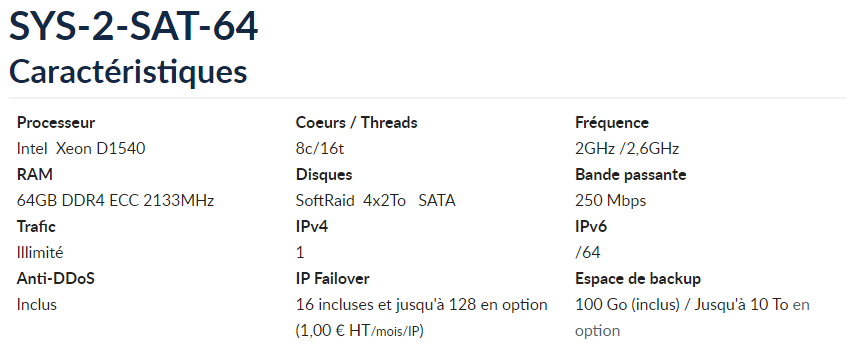 SYS-2-SAT-64
Caractéristiques
Processeur
Intel Xeon D1540
Coeurs / Threads
8c/16t
Fréquence
2GHz /2,6GHz
RAM
64GB DDR4 ECC 2133MHz
Disques
SoftRaid 4x2To SATA
Bande passante
250 Mbps
Trafic
Illimité
IPv4
1
IPv6
/64
Anti-DDoS
Inclus
IP Failover
16 incluses et jusqu'à 128 en option
(1,00 € HT/mois/IP)
Espace de backup
100 Go (inclus) / Jusqu'à 10 To en
option